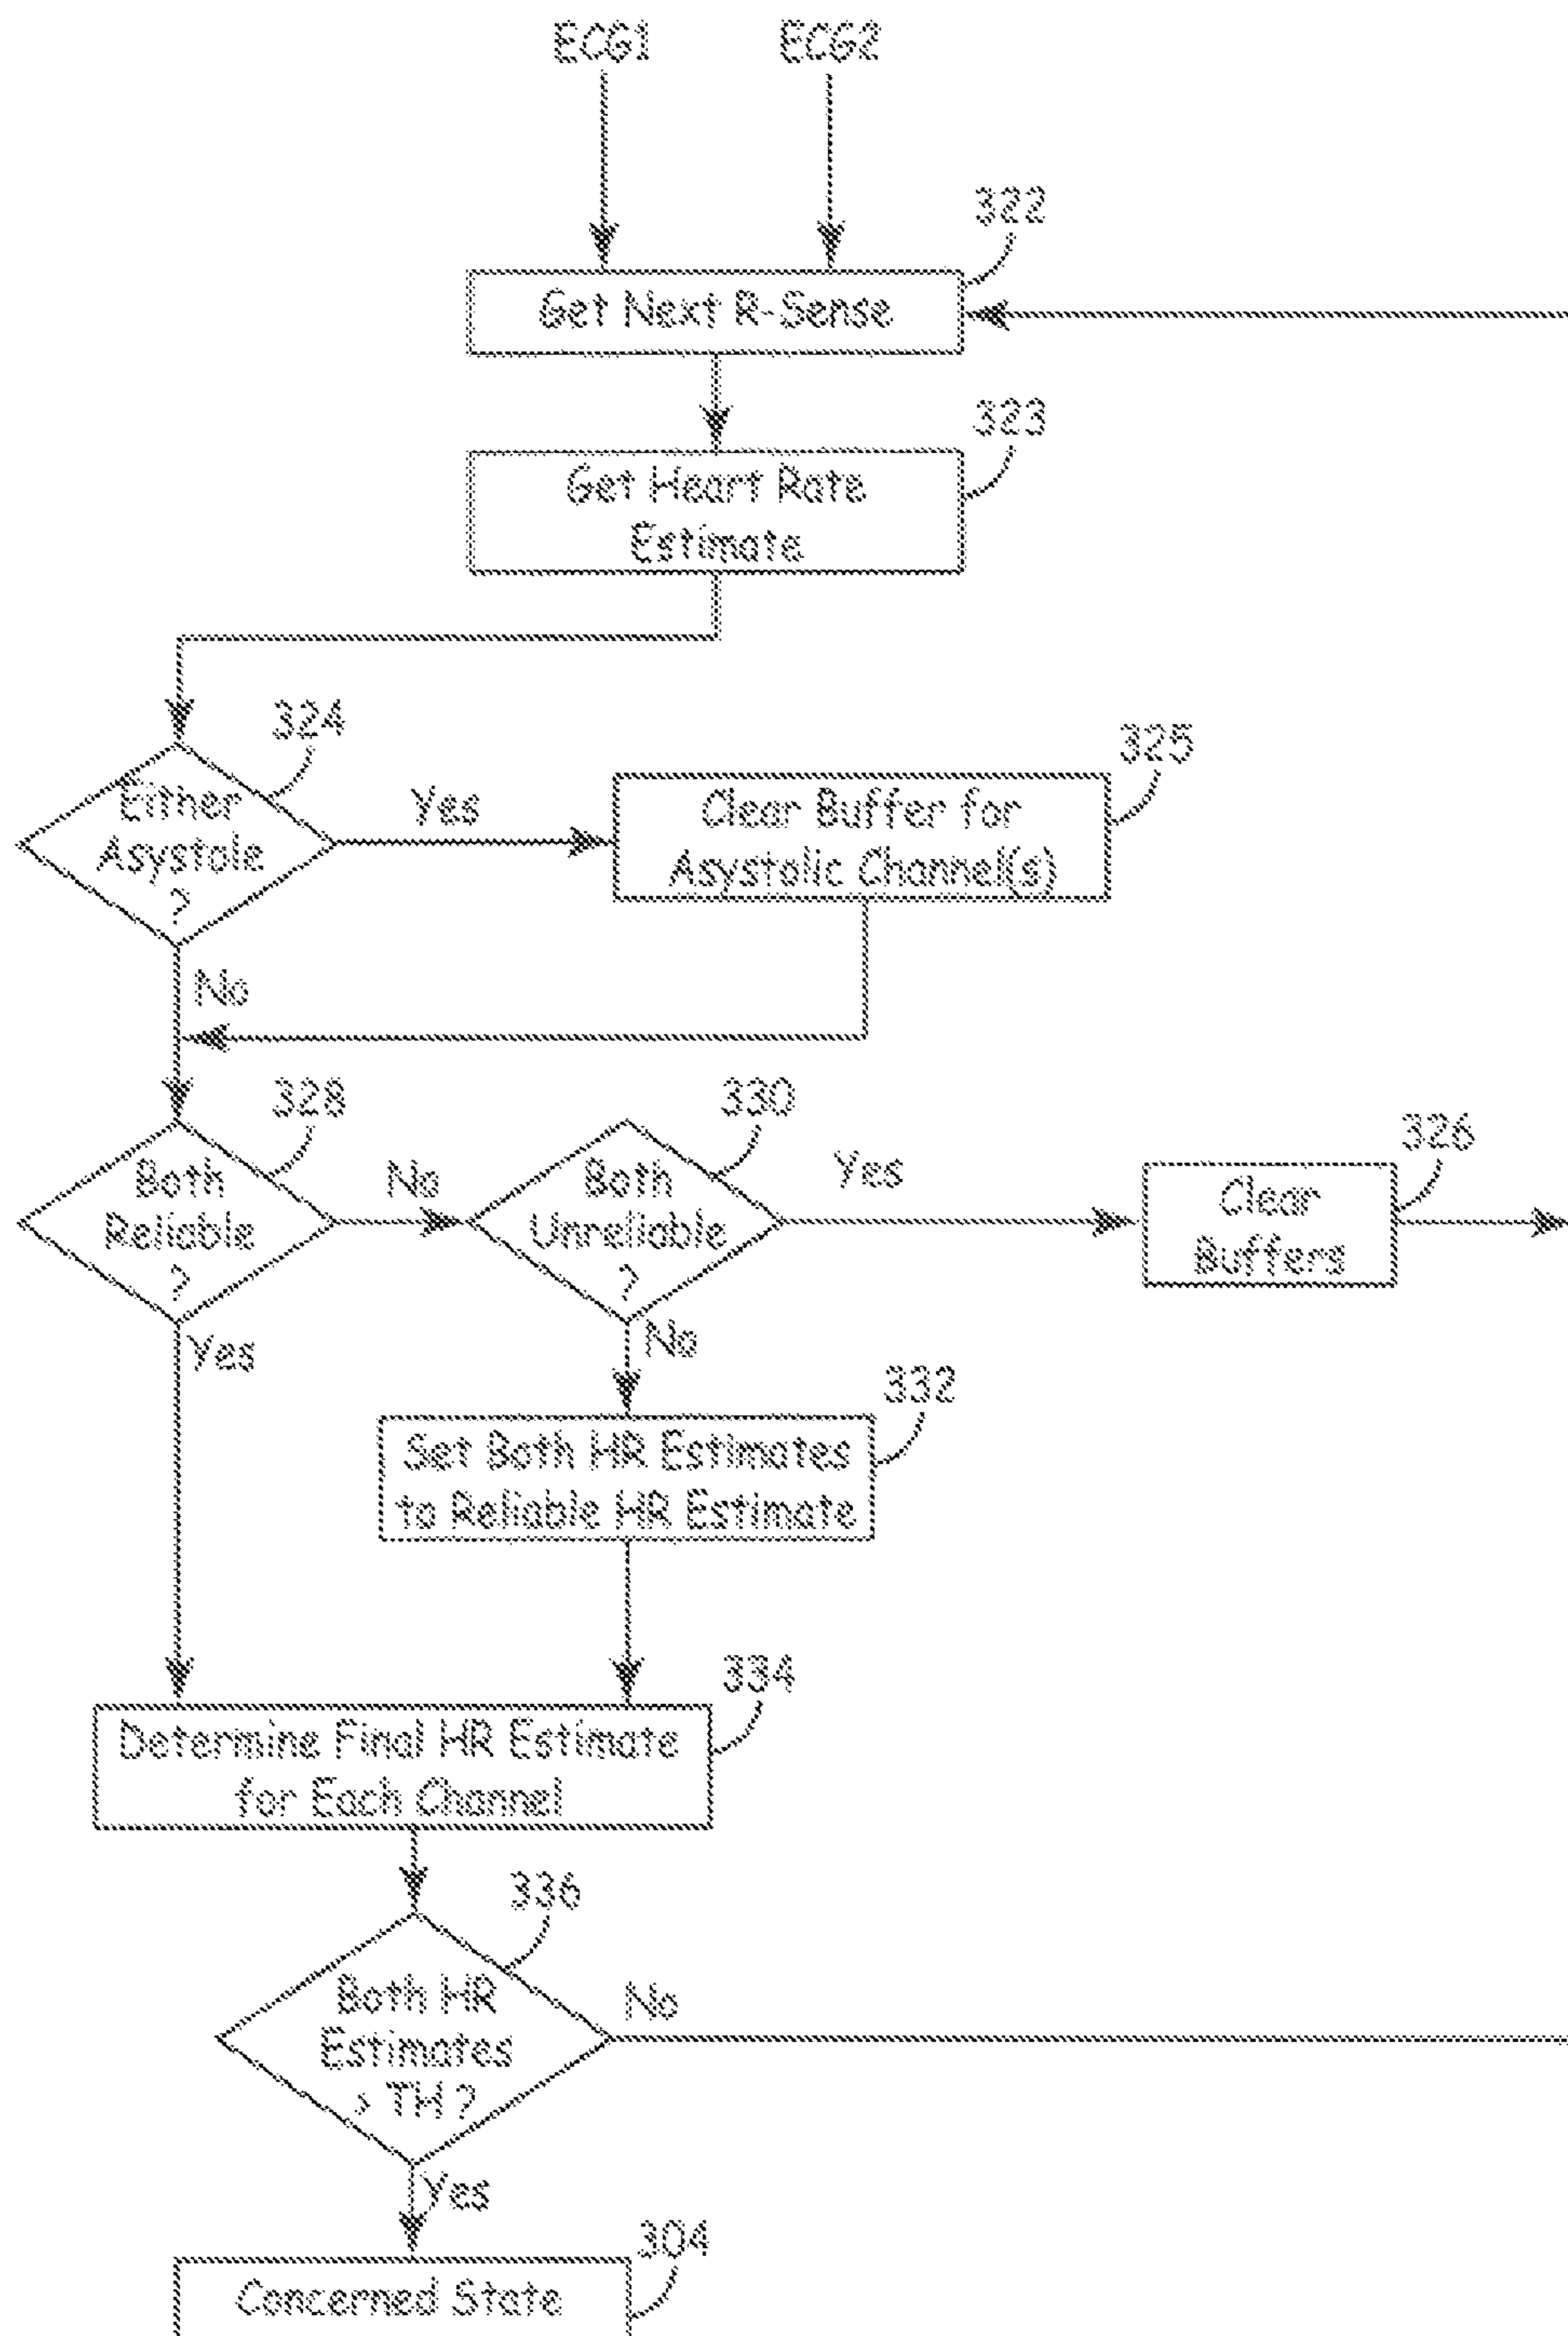 ECG1
ECG2
322
Get Next R-Sense
323
Get Heart Rate
Estimate
324
Either
Asystole
?
Yes
325
Clear Buffer for
Asystolic Channel(s)
No
328
Both
Reliable
?
No
330
Both
Unreliable
?
Yes
326
Clear
Buffers
Yes
No
332
Set Both HR Estimates
to Reliable HR Estimate
334
Determine Final HR Estimate
for Each Channel
336
Both HR
Estimates
> TH ?
No
Yes
304
Concerned State